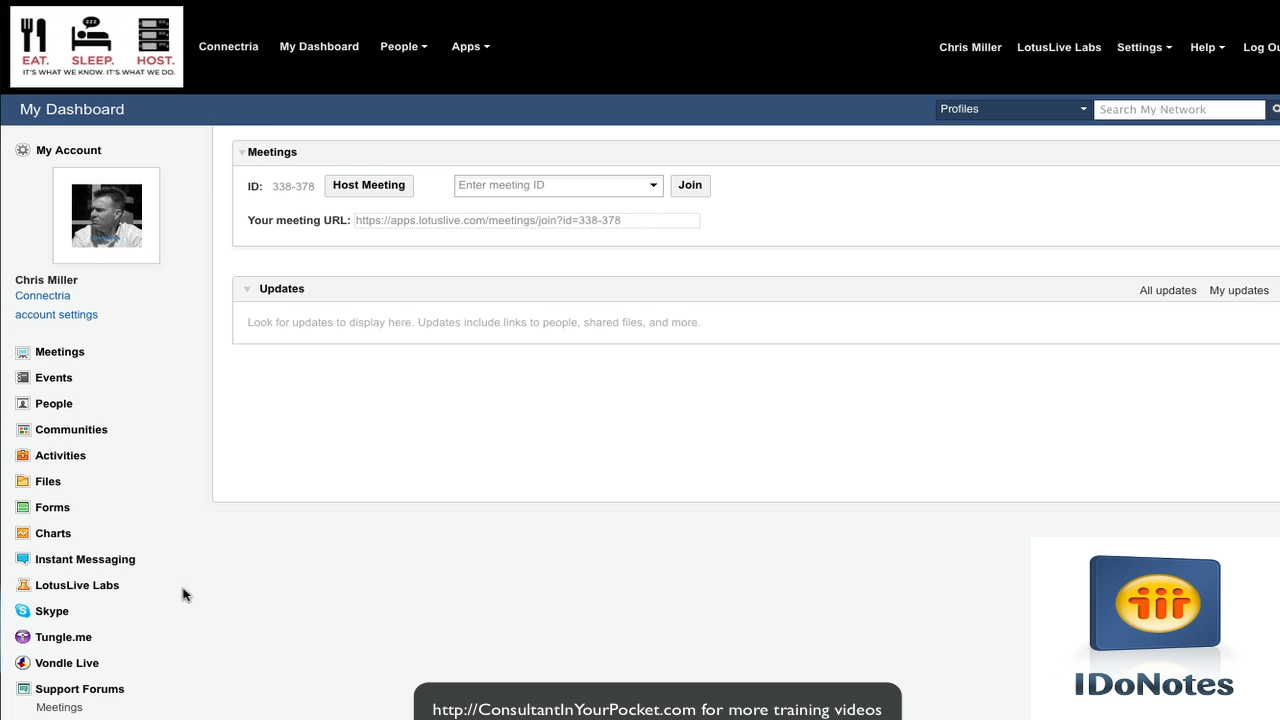 EAT. SLEEP. HOST.
IT'S WHAT WE KNOW. IT'S WHAT WE DO.
Connectria My Dashboard People Apps
Chris Miller LotusLive Labs Settings Help Log Ou
My Dashboard
Profiles Search My Network
My Account
Chris Miller
Connectria
account settings
Meetings
Events
People
Communities
Activities
Files
Forms
Charts
Instant Messaging
LotusLive Labs
Skype
Tungle.me
Vondle Live
Support Forums
Meetings
Meetings
ID: 338-378 Host Meeting Enter meeting ID Join
Your meeting URL: https://apps.lotuslive.com/meetings/join?id=338-378
Updates All updates My updates
Look for updates to display here. Updates include links to people, shared files, and more.
IDoNotes
http://ConsultantInYourPocket.com for more training videos